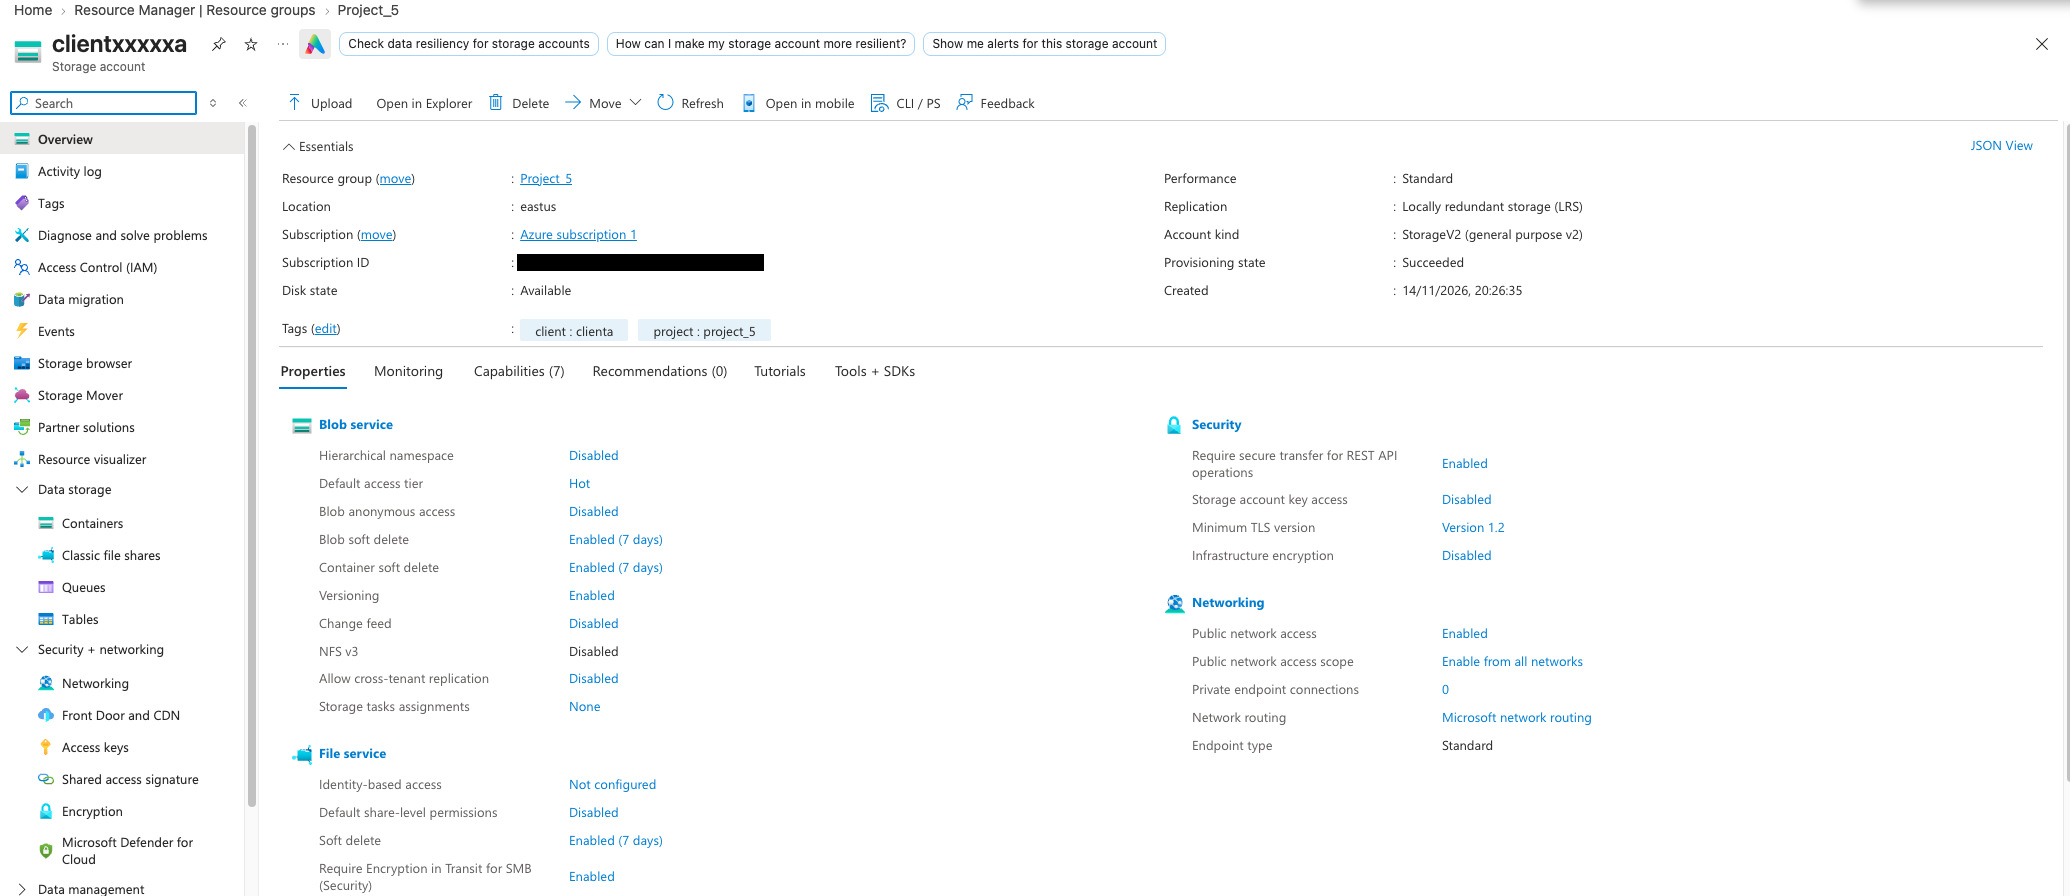 Home › Resource Manager | Resource groups › Project_5
clientxxxxxa
Storage account
Check data resiliency for storage accounts
How can I make my storage account more resilient?
Show me alerts for this storage account
Search
Overview
Activity log
Tags
Diagnose and solve problems
Access Control (IAM)
Data migration
Events
Storage browser
Storage Mover
Partner solutions
Resource visualizer
Data storage
Containers
Classic file shares
Queues
Tables
Security + networking
Networking
Front Door and CDN
Access keys
Shared access signature
Encryption
Microsoft Defender for
Cloud
Data management
Upload Open in Explorer Delete Move Refresh Open in mobile CLI / PS Feedback
Essentials
JSON View
Resource group (move) : Project_5
Location : eastus
Subscription (move) : Azure subscription 1
Subscription ID :
Disk state : Available
Tags (edit) : client : clienta project : project_5
Performance : Standard
Replication : Locally redundant storage (LRS)
Account kind : StorageV2 (general purpose v2)
Provisioning state : Succeeded
Created : 14/11/2026, 20:26:35
Properties Monitoring Capabilities (7) Recommendations (0) Tutorials Tools + SDKs
Blob service
Hierarchical namespace Disabled
Default access tier Hot
Blob anonymous access Disabled
Blob soft delete Enabled (7 days)
Container soft delete Enabled (7 days)
Versioning Enabled
Change feed Disabled
NFS v3 Disabled
Allow cross-tenant replication Disabled
Storage tasks assignments None
File service
Identity-based access Not configured
Default share-level permissions Disabled
Soft delete Enabled (7 days)
Require Encryption in Transit for SMB
(Security) Enabled
Security
Require secure transfer for REST API
operations Enabled
Storage account key access Disabled
Minimum TLS version Version 1.2
Infrastructure encryption Disabled
Networking
Public network access Enabled
Public network access scope Enable from all networks
Private endpoint connections 0
Network routing Microsoft network routing
Endpoint type Standard